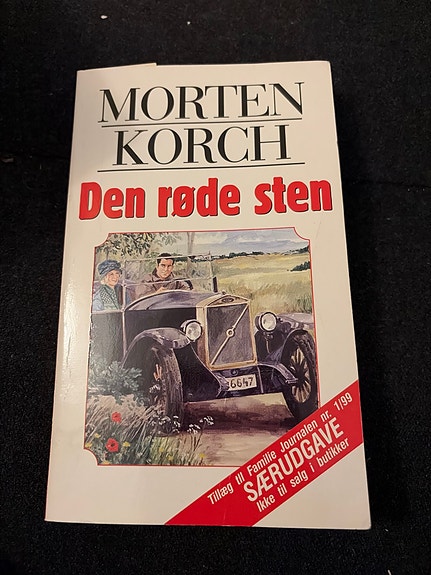 MORTEN
KORCH
Den røde sten
6647
Tillæg til Familie Journalen nr. 1/99
SÆRUDGAVE
Ikke til salg i butikker